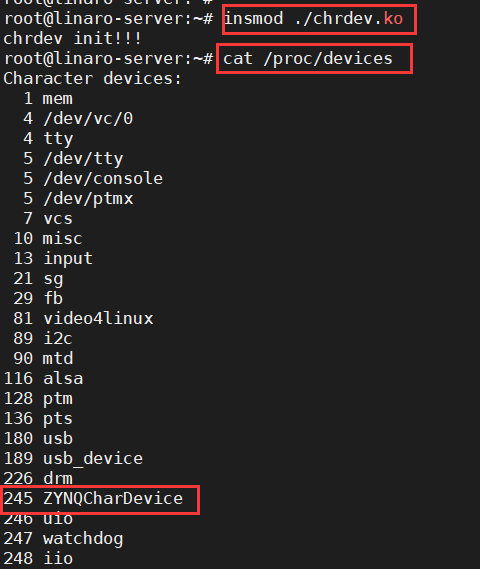 root@linaro-server:~#
root@linaro-server:~# insmod ./chrdev.ko
chrdev init!!!
root@linaro-server:~# cat /proc/devices
Character devices:
1 mem
4 /dev/vc/0
4 tty
5 /dev/tty
5 /dev/console
5 /dev/ptmx
7 vcs
10 misc
13 input
21 sg
29 fb
81 video4linux
89 i2c
90 mtd
116 alsa
128 ptm
136 pts
180 usb
189 usb_device
226 drm
245 ZYNQCharDevice
246 uio
247 watchdog
248 iio